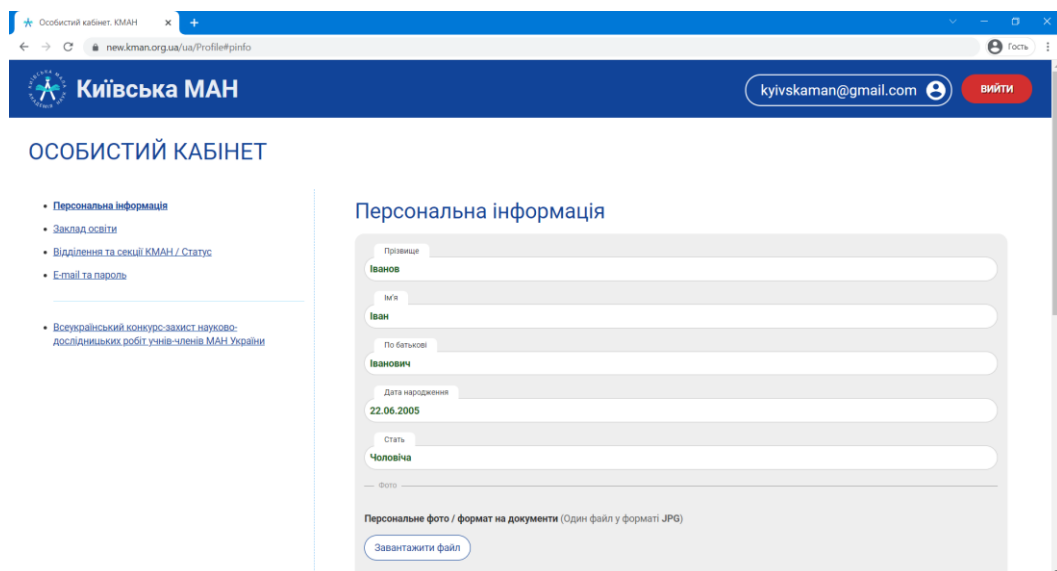 Особистий кабінет. КМАН
new.kman.org.ua/ua/Profile#pinfo
Гость
Київська МАН
kyivskaman@gmail.com
ВИЙТИ
ОСОБИСТИЙ КАБІНЕТ
Персональна інформація
Заклад освіти
Відділення та секції КМАН / Статус
E-mail та пароль
Всеукраїнський конкурс-захист науково-
дослідницьких робіт учнів-членів МАН України
Персональна інформація
Прізвище
Іванов
Ім'я
Іван
По батькові
Іванович
Дата народження
22.06.2005
Стать
Чоловіча
Фото
Персональне фото / формат на документи (Один файл у форматі JPG)
Завантажити файл